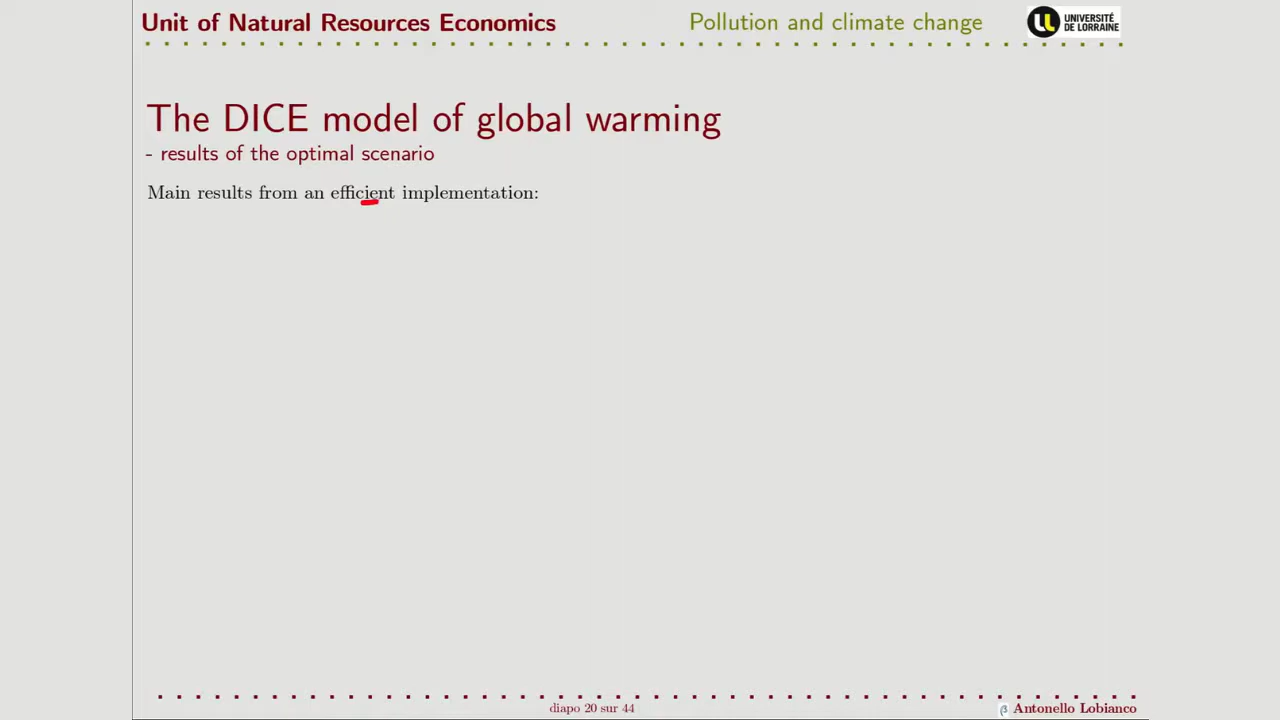 Unit of Natural Resources Economics
Pollution and climate change
UNIVERSITÉ
DE LORRAINE
The DICE model of global warming
- results of the optimal scenario
Main results from an efficient implementation:
diapo 20 sur 44
β Antonello Lobianco